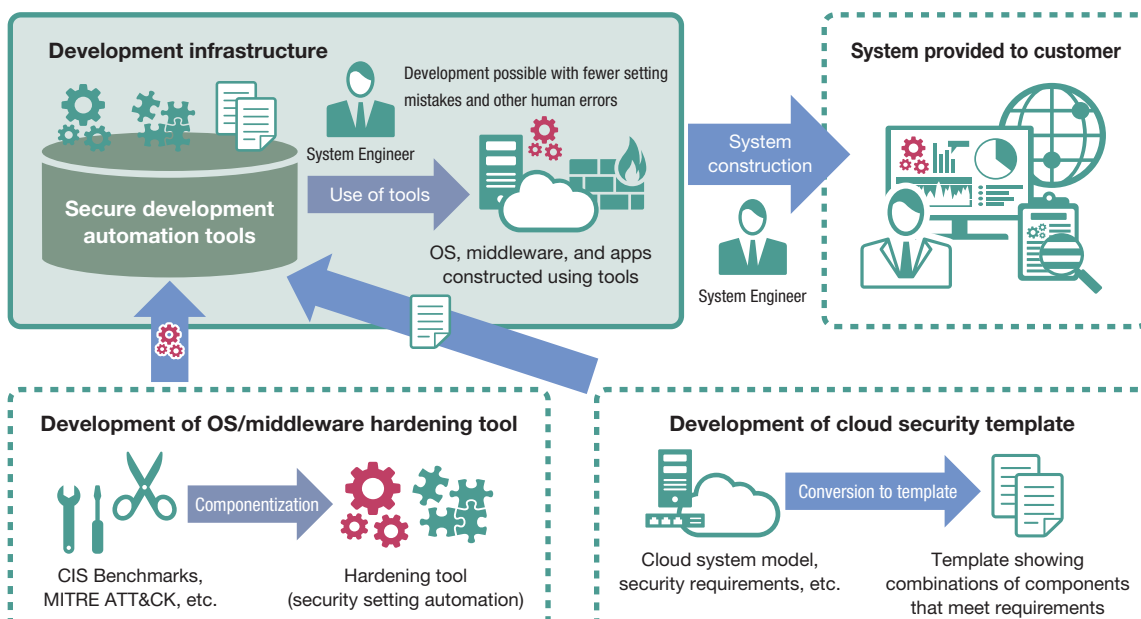 Development infrastructure
Development possible with fewer setting
mistakes and other human errors
System Engineer
Secure development
automation tools
Use of tools
OS, middleware, and apps
constructed using tools
System
construction
System Engineer
System provided to customer
Development of OS/middleware hardening tool
Componentization
CIS Benchmarks,
MITRE ATT&CK, etc.
Hardening tool
(security setting automation)
Development of cloud security template
Conversion to template
Cloud system model,
security requirements, etc.
Template showing
combinations of components
that meet requirements